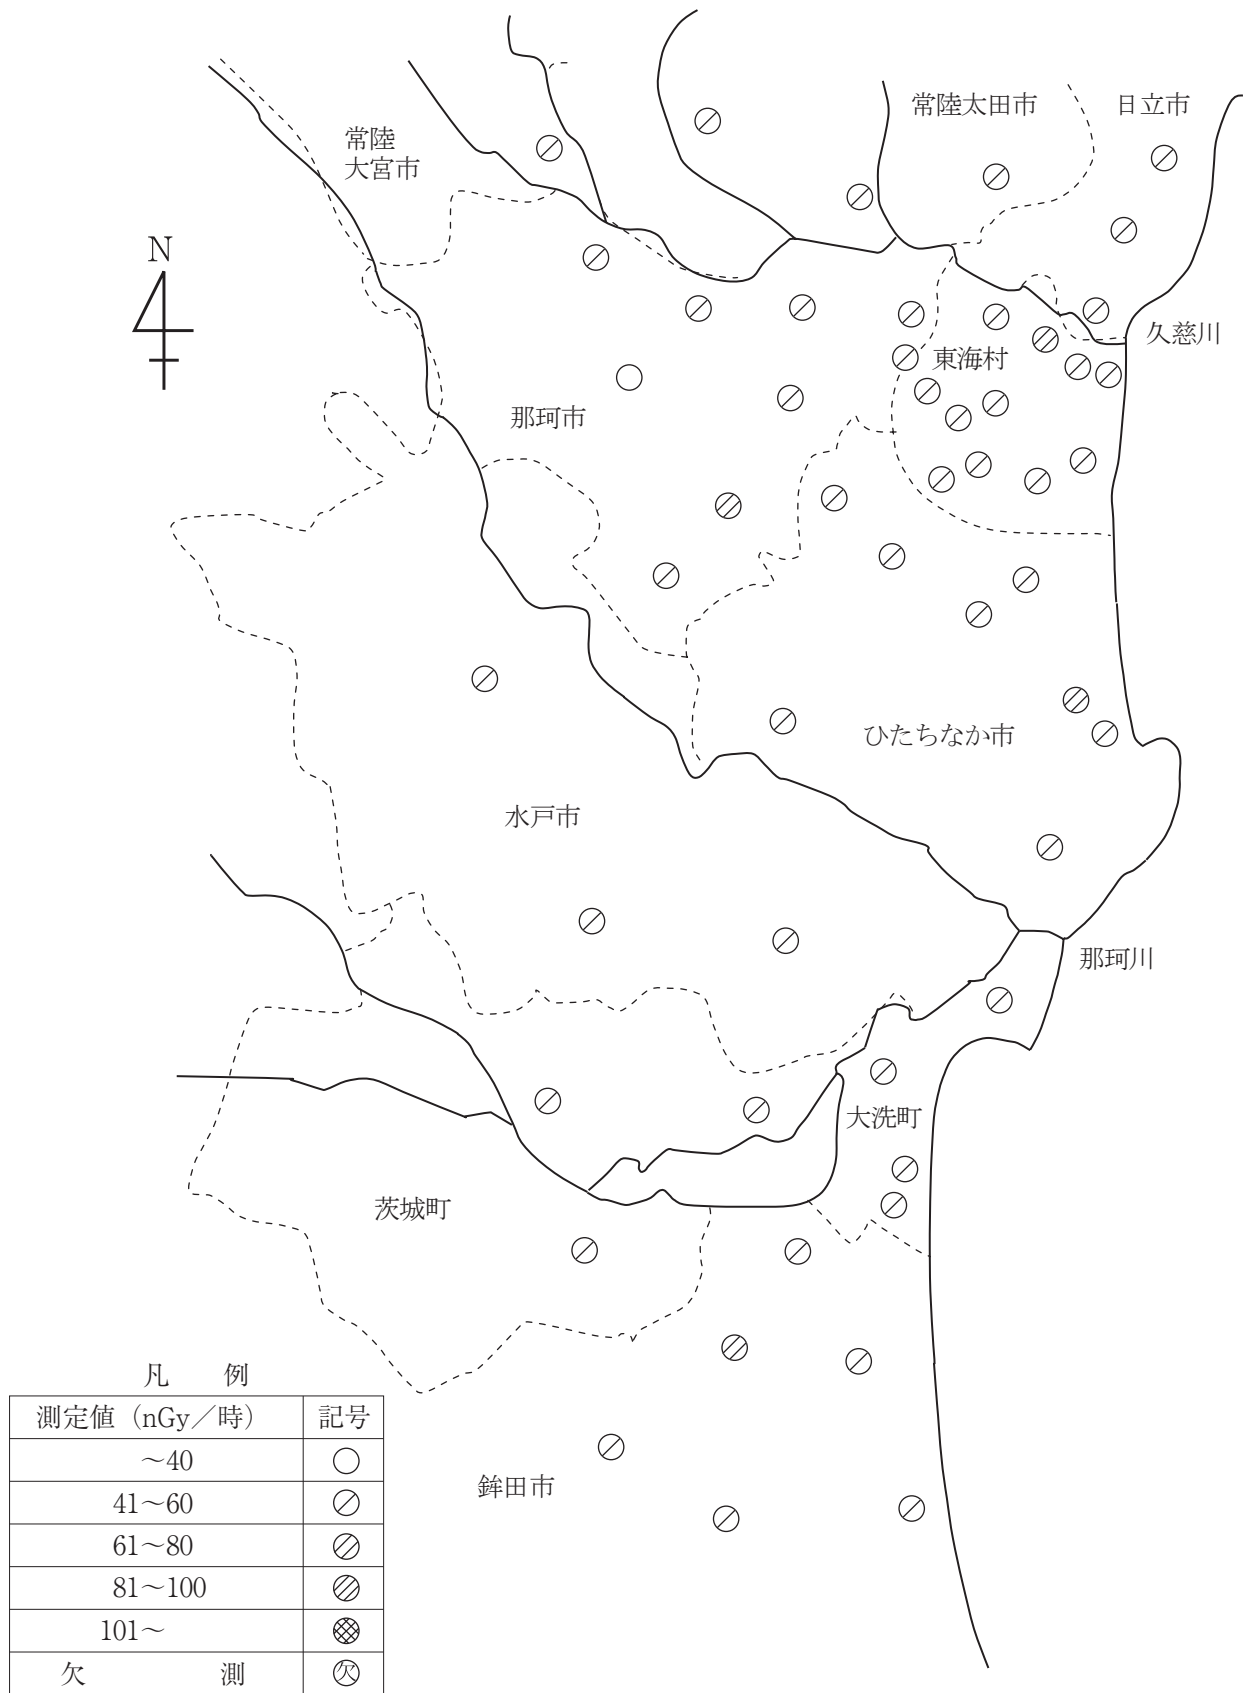 常陸太田市
日立市
常陸
大宮市
N
久慈川
東海村
那珂市
ひたちなか市
水戸市
那珂川
大洗町
茨城町
凡 例
測定値（nGy／時） 記号
～40
41～60
61～80
81～100
101～
欠 測 欠
鉾田市